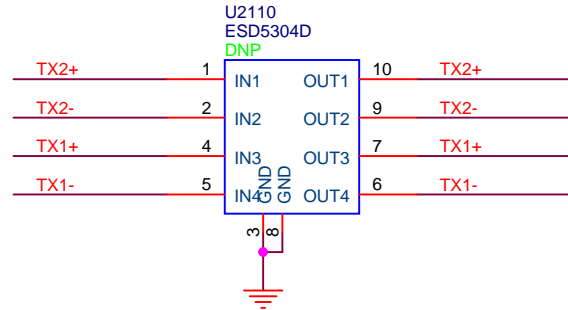 U2110
ESD5304D
DNP
TX2+ 1 IN1 OUT1 10 TX2+
TX2- 2 IN2 OUT2 9 TX2-
TX1+ 4 IN3 OUT3 7 TX1+
TX1- 5 IN4 OUT4 6 TX1-
GND GND
3 8